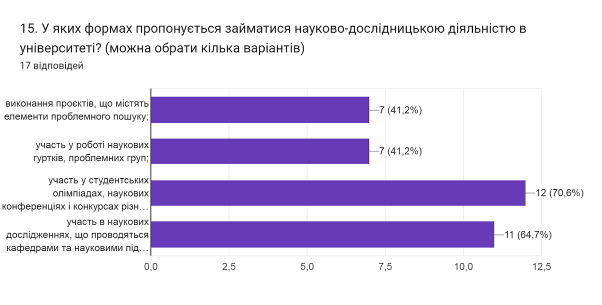 15. У яких формах пропонується займатися науково-дослідницькою діяльністю в
університеті? (можна обрати кілька варіантів)
17 відповідей
виконання проєктів, що містять
елементи проблемного пошуку;
7 (41,2%)
участь у роботі наукових
гуртків, проблемних груп;
7 (41,2%)
участь у студентських
олімпіадах, наукових
конференціях і конкурсах різн…
12 (70,6%)
участь в наукових
дослідженнях, що проводяться
кафедрами та науковими під…
11 (64,7%)
0,0 2,5 5,0 7,5 10,0 12,5